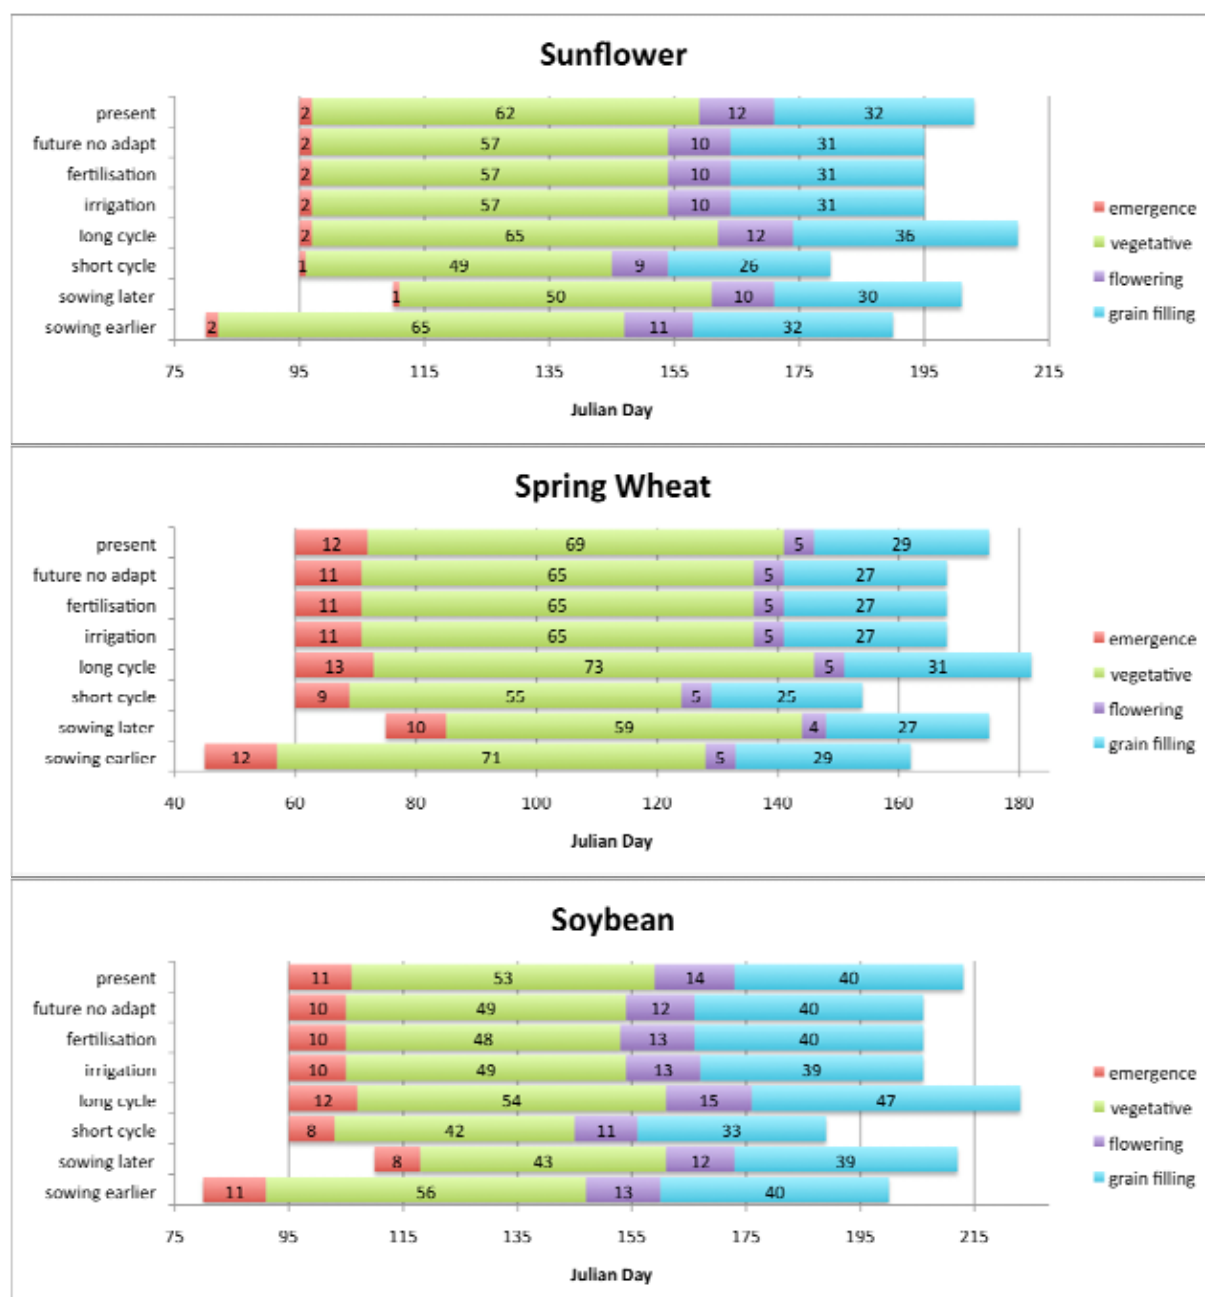 Sunflower
present 2 62 12 32
future no adapt 2 57 10 31
fertilisation 2 57 10 31
irrigation 2 57 10 31
long cycle 2 65 12 36
short cycle 1 49 9 26
sowing later 1 50 10 30
sowing earlier 2 65 11 32
75 95 115 135 155 175 195 215
Julian Day
emergence
vegetative
flowering
grain filling
Spring Wheat
present 12 69 5 29
future no adapt 11 65 5 27
fertilisation 11 65 5 27
irrigation 11 65 5 27
long cycle 13 73 5 31
short cycle 9 55 5 25
sowing later 10 59 4 27
sowing earlier 12 71 5 29
40 60 80 100 120 140 160 180
Julian Day
emergence
vegetative
flowering
grain filling
Soybean
present 11 53 14 40
future no adapt 10 49 12 40
fertilisation 10 48 13 40
irrigation 10 49 13 39
long cycle 12 54 15 47
short cycle 8 42 11 33
sowing later 8 43 12 39
sowing earlier 11 56 13 40
75 95 115 135 155 175 195 215
Julian Day
emergence
vegetative
flowering
grain filling